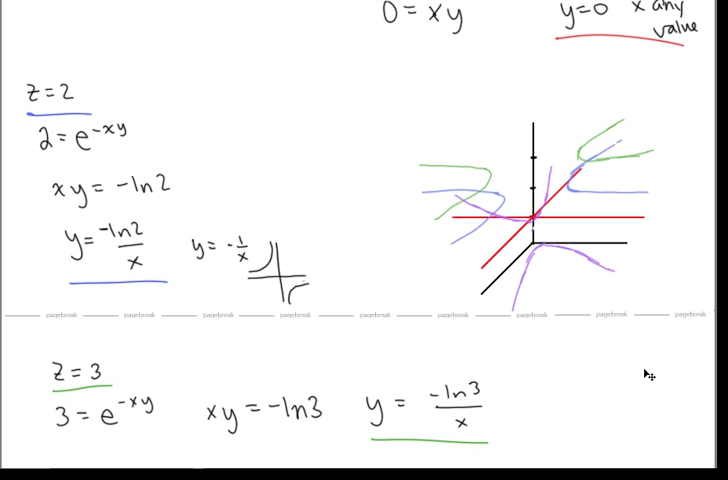 0 = xy
y=0 x any value
z=2
2 = e^{-xy}
xy = -ln2
y = -ln2/x
y = -1/x
pagebreak pagebreak pagebreak pagebreak pagebreak pagebreak pagebreak pagebreak pagebreak
z = 3
3 = e^{-xy} xy = -ln3 y = -ln3/x